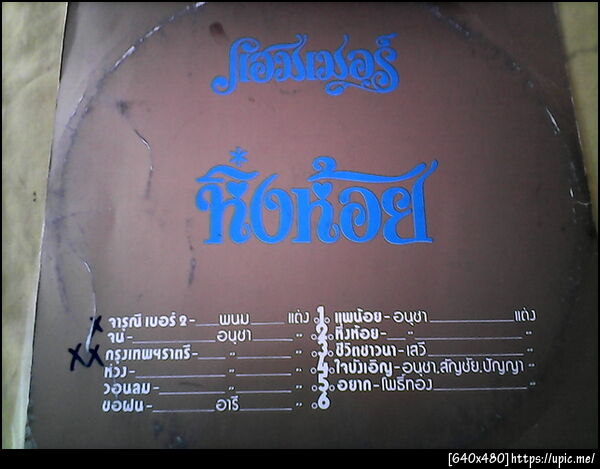 แฮมเมอร์
หิ่งห้อย
x จารุณี เบอร์ 2 - พนม แต่ง 1 แพน้อย - อนุชา แต่ง
จน - อนุชา " 2 หิ่งห้อย - " "
xx กรุงเทพฯราตรี - " " 3 ชีวิตชาวนา - เสวี "
ห่วง - " " 4 ใจบังเอิญ - อนุชา, สัญชัย, ปัญญา "
วอนลม - " " 5 อยาก - โพธิ์ทอง "
ขอฝน - อารี " 6
[640x480]https://upic.me/